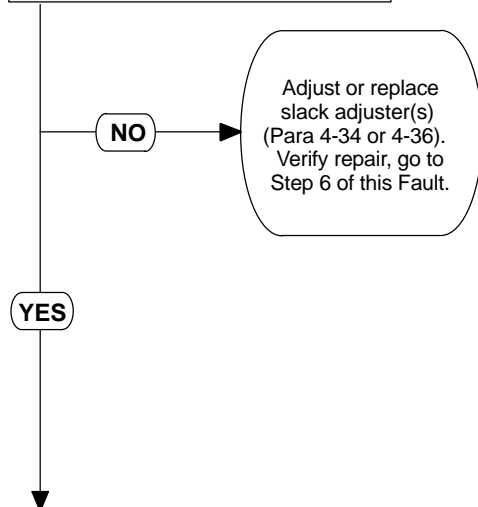 NO
Adjust or replace
slack adjuster(s)
(Para 4-34 or 4-36).
Verify repair, go to
Step 6 of this Fault.
YES